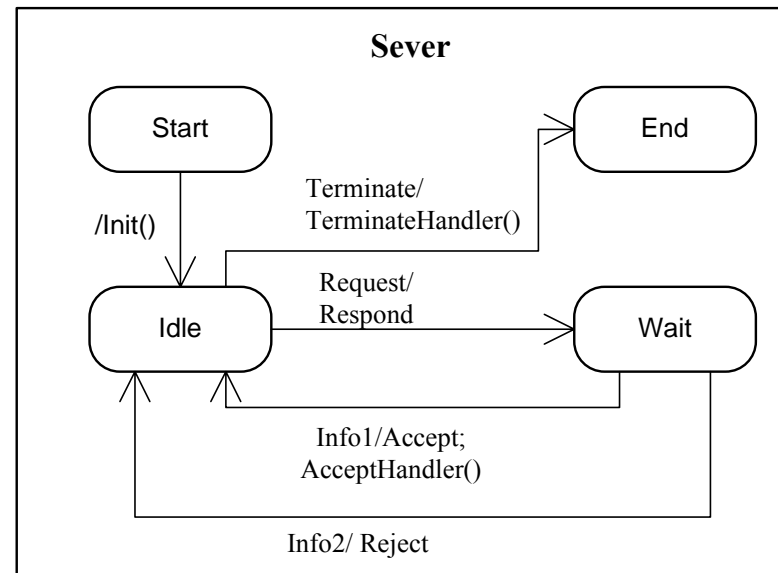 Sever
Start
End
Terminate/
TerminateHandler()
/Init()
Request/
Respond
Idle
Wait
Info1/Accept;
AcceptHandler()
Info2/ Reject